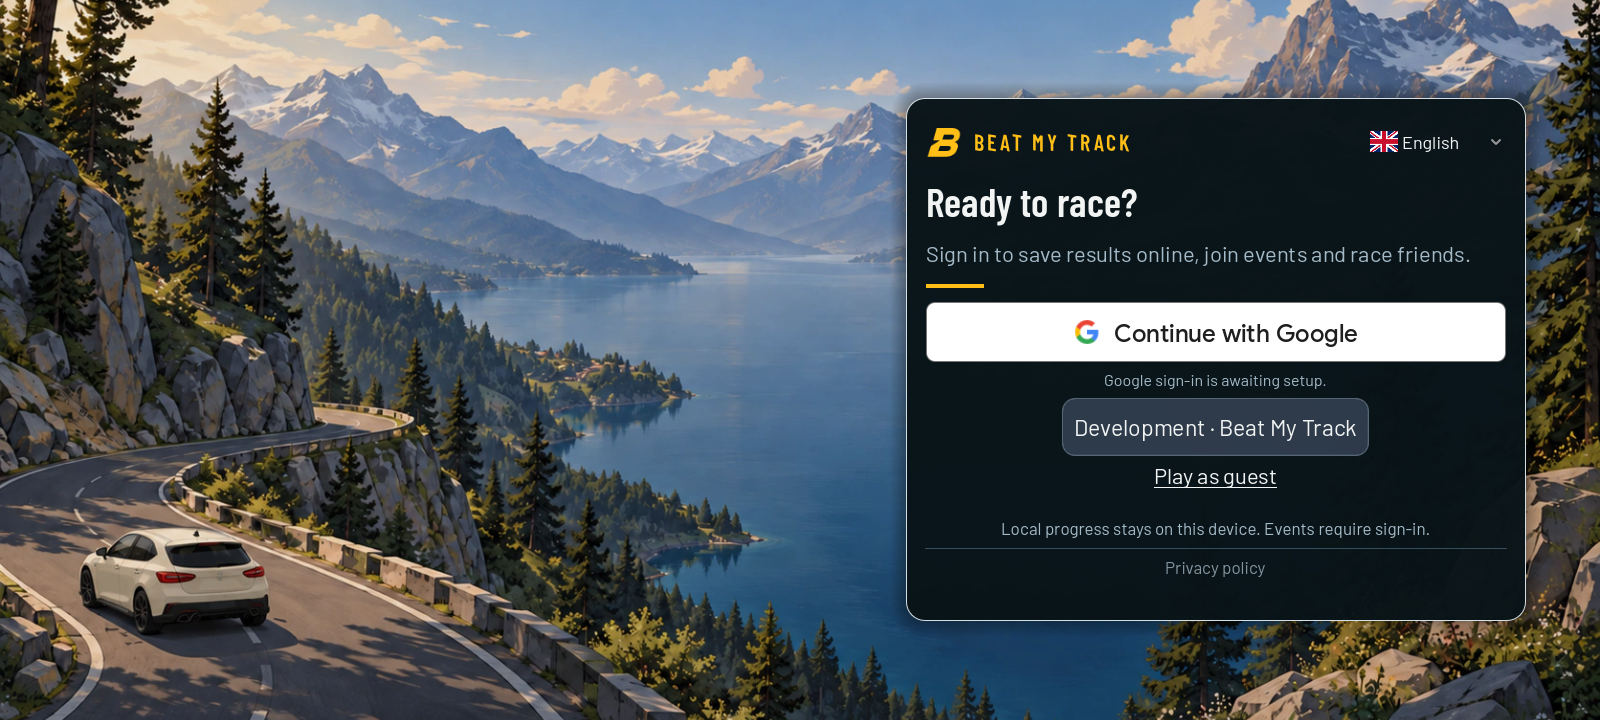 BEAT MY TRACK
English
Ready to race?
Sign in to save results online, join events and race friends.
Continue with Google
Google sign-in is awaiting setup.
Development · Beat My Track
Play as guest
Local progress stays on this device. Events require sign-in.
Privacy policy